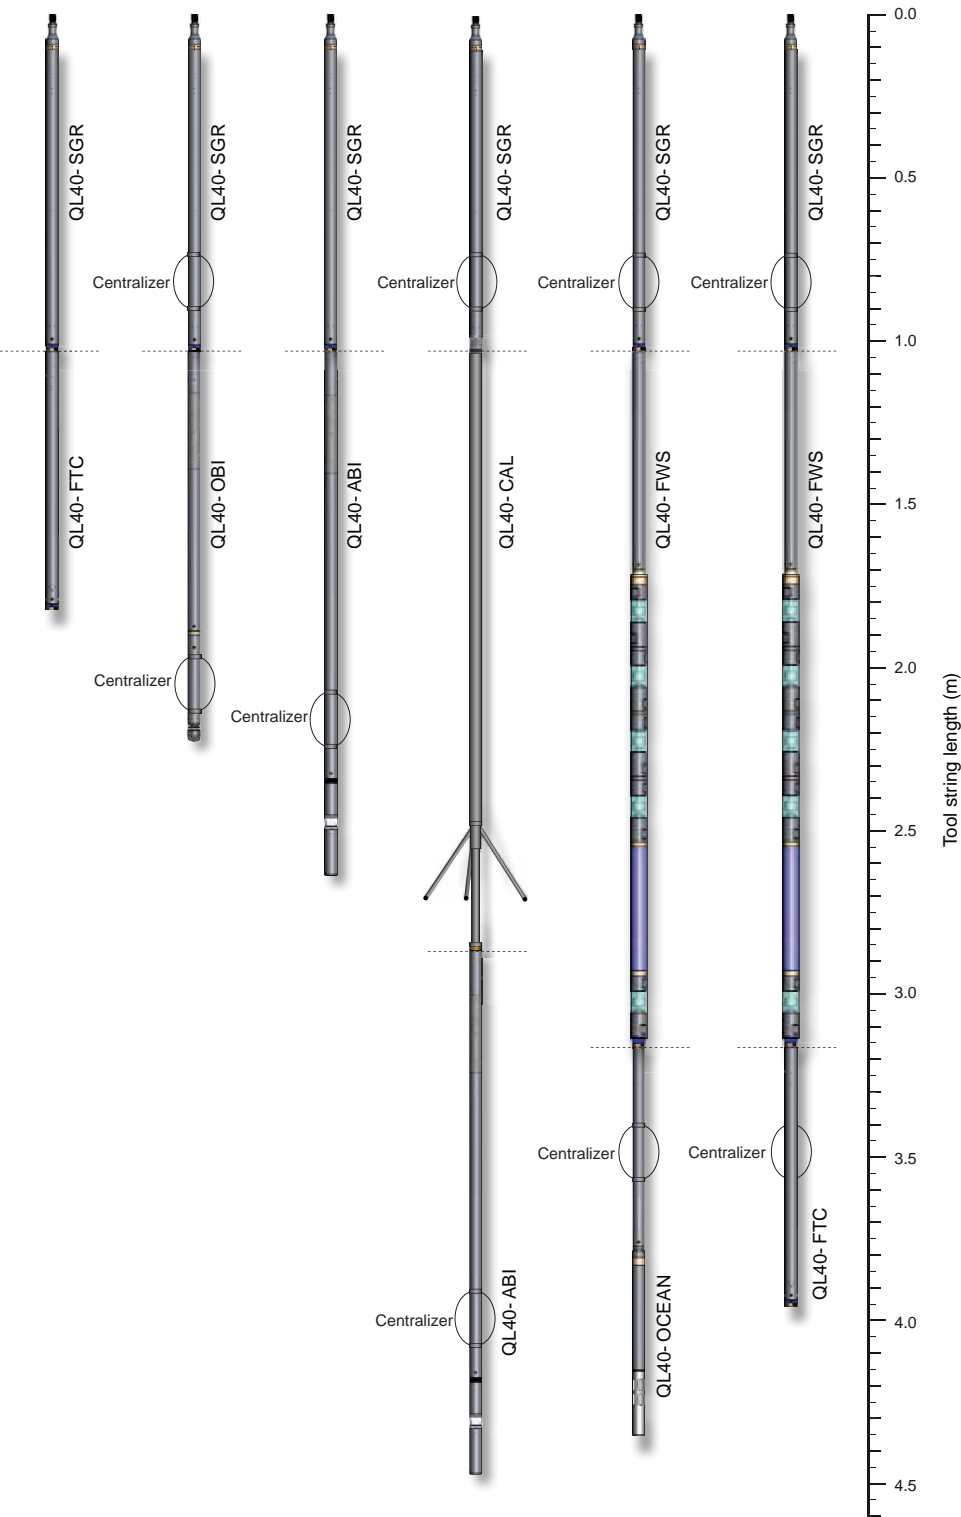 0.0
QL40- SGR
QL40- SGR
QL40- SGR
QL40- SGR
QL40- SGR
QL40- SGR
0.5
Centralizer
Centralizer
Centralizer
Centralizer
1.0
QL40- FTC
QL40- OBI
QL40- ABI
QL40- CAL
QL40- FWS
QL40- FWS
1.5
2.0
Centralizer
Centralizer
Tool string length (m)
2.5
3.0
Centralizer
Centralizer
3.5
QL40- FTC
QL40- ABI
QL40- OCEAN
Centralizer
4.0
4.5